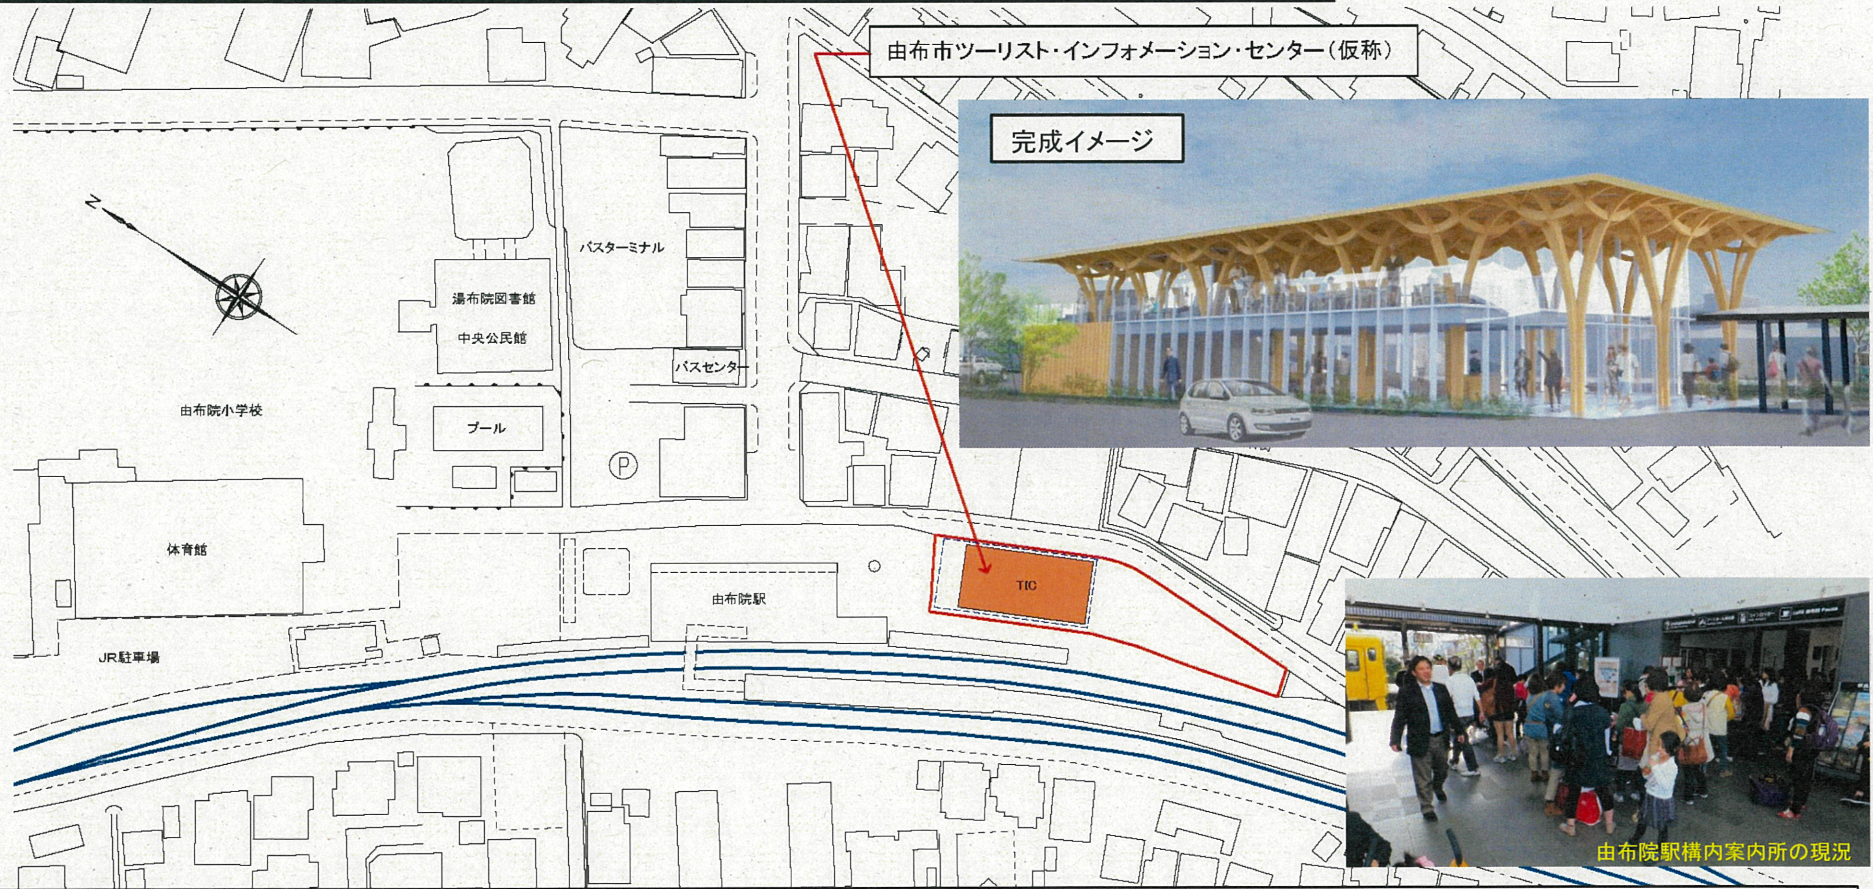 由布市ツーリスト・インフォメーション・センター(仮称)
完成イメージ
N
バスターミナル
湯布院図書館
中央公民館
バスセンター
由布院小学校
プール
P
体育館
TIC
由布院駅
JR駐車場
由布院駅構内案内所の現況